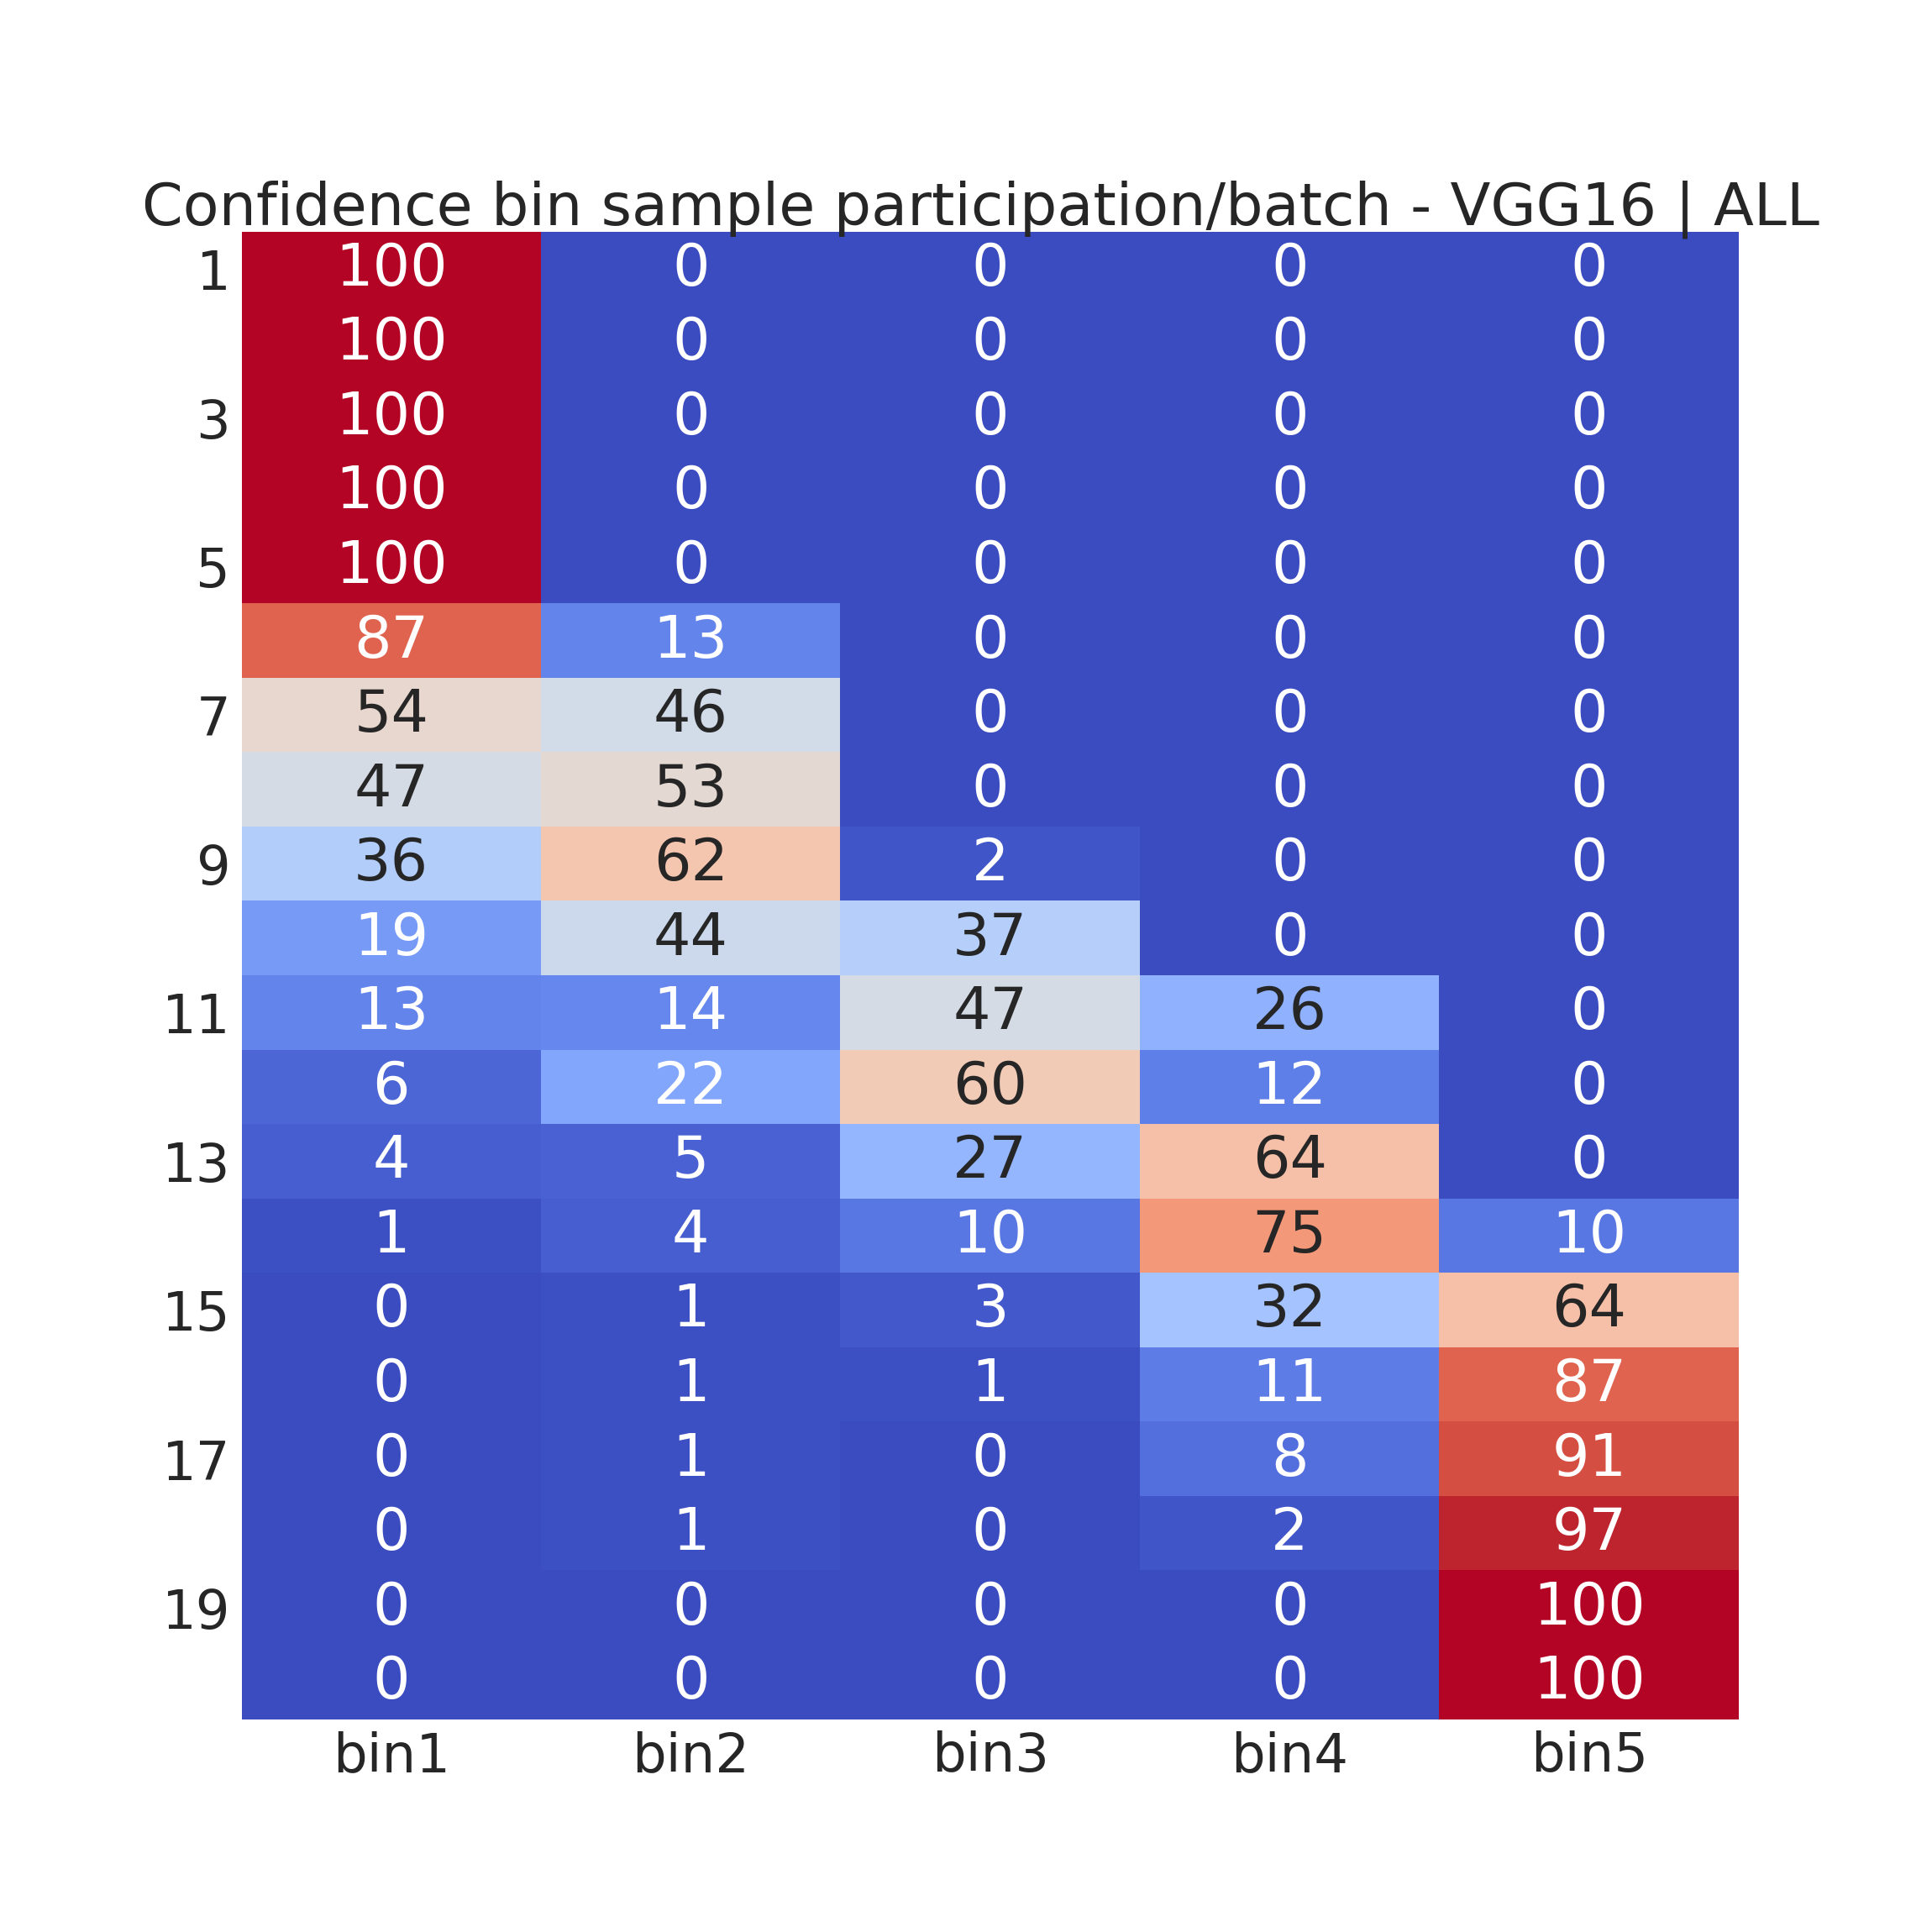 Confidence bin sample participation/batch - VGG16 | ALL
1 100 0 0 0 0
100 0 0 0 0
3 100 0 0 0 0
100 0 0 0 0
5 100 0 0 0 0
87 13 0 0 0
7 54 46 0 0 0
47 53 0 0 0
9 36 62 2 0 0
19 44 37 0 0
11 13 14 47 26 0
6 22 60 12 0
13 4 5 27 64 0
1 4 10 75 10
15 0 1 3 32 64
0 1 1 11 87
17 0 1 0 8 91
0 1 0 2 97
19 0 0 0 0 100
0 0 0 0 100
bin1 bin2 bin3 bin4 bin5